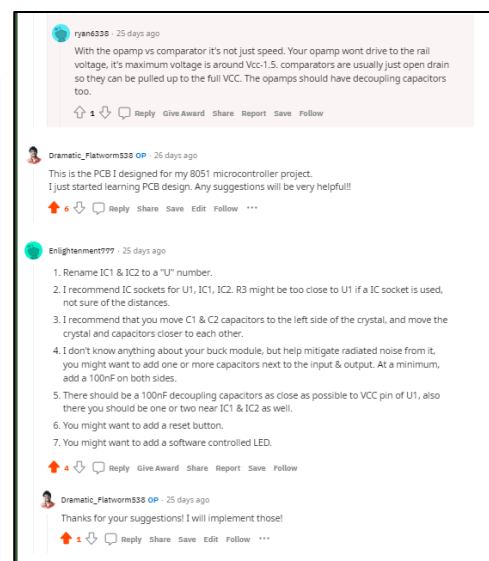 ryan6338 · 25 days ago
With the opamp vs comparator it's not just speed. Your opamp wont drive to the rail
voltage, it's maximum voltage is around Vcc-1.5. comparators are usually just open drain
so they can be pulled up to the full VCC. The opamps should have decoupling capacitors
too.
1 Reply Give Award Share Report Save Follow
Dramatic_Flatworm538 OP · 26 days ago
This is the PCB I designed for my 8051 microcontroller project.
I just started learning PCB design. Any suggestions will be very helpful!!
6 Reply Share Save Edit Follow ···
Enlightenment777 · 25 days ago
1. Rename IC1 & IC2 to a "U" number.
2. I recommend IC sockets for U1, IC1, IC2. R3 might be too close to U1 if a IC socket is used,
not sure of the distances.
3. I recommend that you move C1 & C2 capacitors to the left side of the crystal, and move the
crystal and capacitors closer to each other.
4. I don't know anything about your buck module, but help mitigate radiated noise from it,
you might want to add one or more capacitors next to the input & output. At a minimum,
add a 100nF on both sides.
5. There should be a 100nF decoupling capacitors as close as possible to VCC pin of U1, also
there you should be one or two near IC1 & IC2 as well.
6. You might want to add a reset button.
7. You might want to add a software controlled LED.
4 Reply Give Award Share Report Save Follow
Dramatic_Flatworm538 OP · 25 days ago
Thanks for your suggestions! I will implement those!
1 Reply Share Save Edit Follow ···